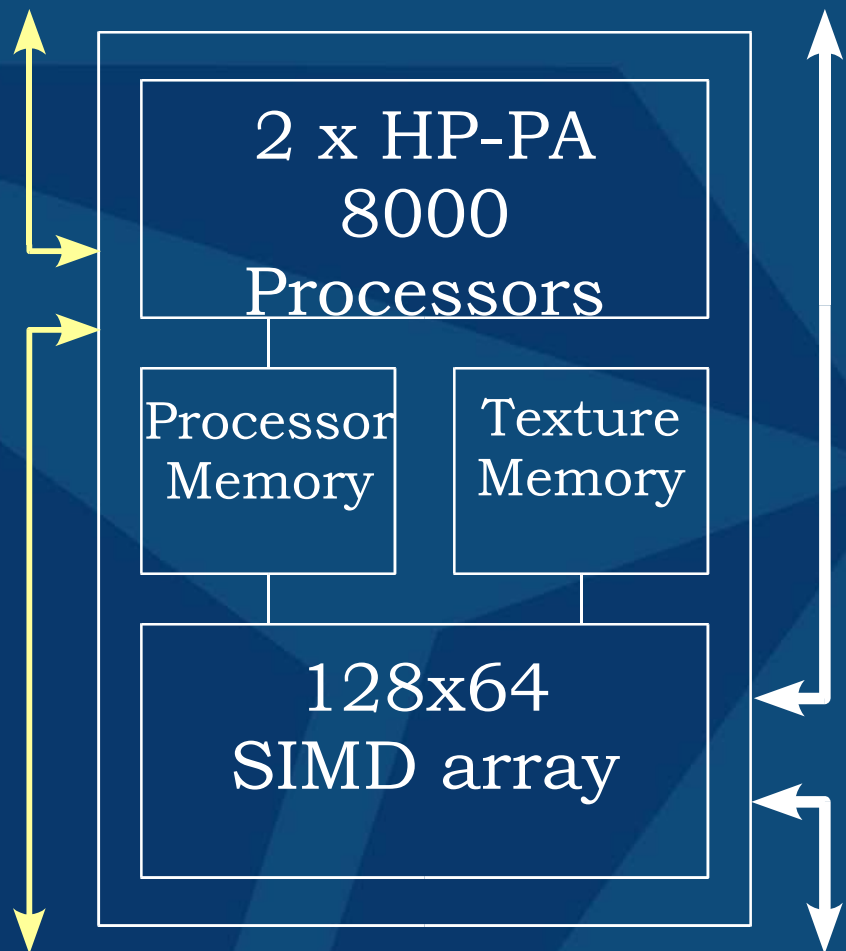 2 x HP-PA
8000
Processors
Processor
Memory
Texture
Memory
128x64
SIMD array